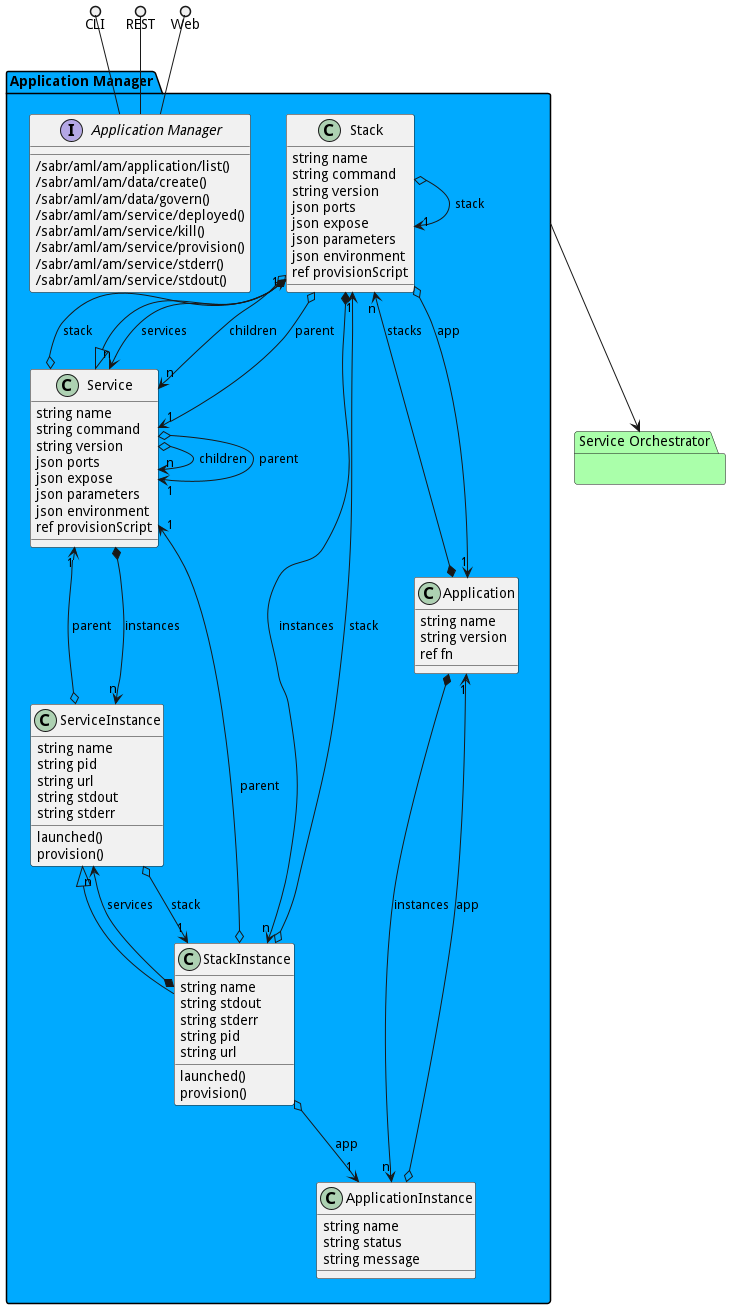 CLI
REST
Web
Application Manager
I
Application Manager
/sabr/aml/am/application/list()
/sabr/aml/am/data/create()
/sabr/aml/am/data/govern()
/sabr/aml/am/service/deployed()
/sabr/aml/am/service/kill()
/sabr/aml/am/service/provision()
/sabr/aml/am/service/stderr()
/sabr/aml/am/service/stdout()
C
Stack
string name
string command
string version
json ports
json expose
json parameters
json environment
ref provisionScript
stack
1
1
1
n
stack
services
children
parent
stacks
app
n
n
1
C
Service
string name
string command
string version
json ports
json expose
json parameters
json environment
ref provisionScript
n
children
parent
1
1
Service Orchestrator
1
1
C
Application
string name
string version
ref fn
parent
instances
instances
stack
n
1
C
ServiceInstance
string name
string pid
string url
string stdout
string stderr
launched()
provision()
parent
n
services
stack
instances
app
1
n
C
StackInstance
string name
string stdout
string stderr
string pid
string url
launched()
provision()
app
1
n
C
ApplicationInstance
string name
string status
string message